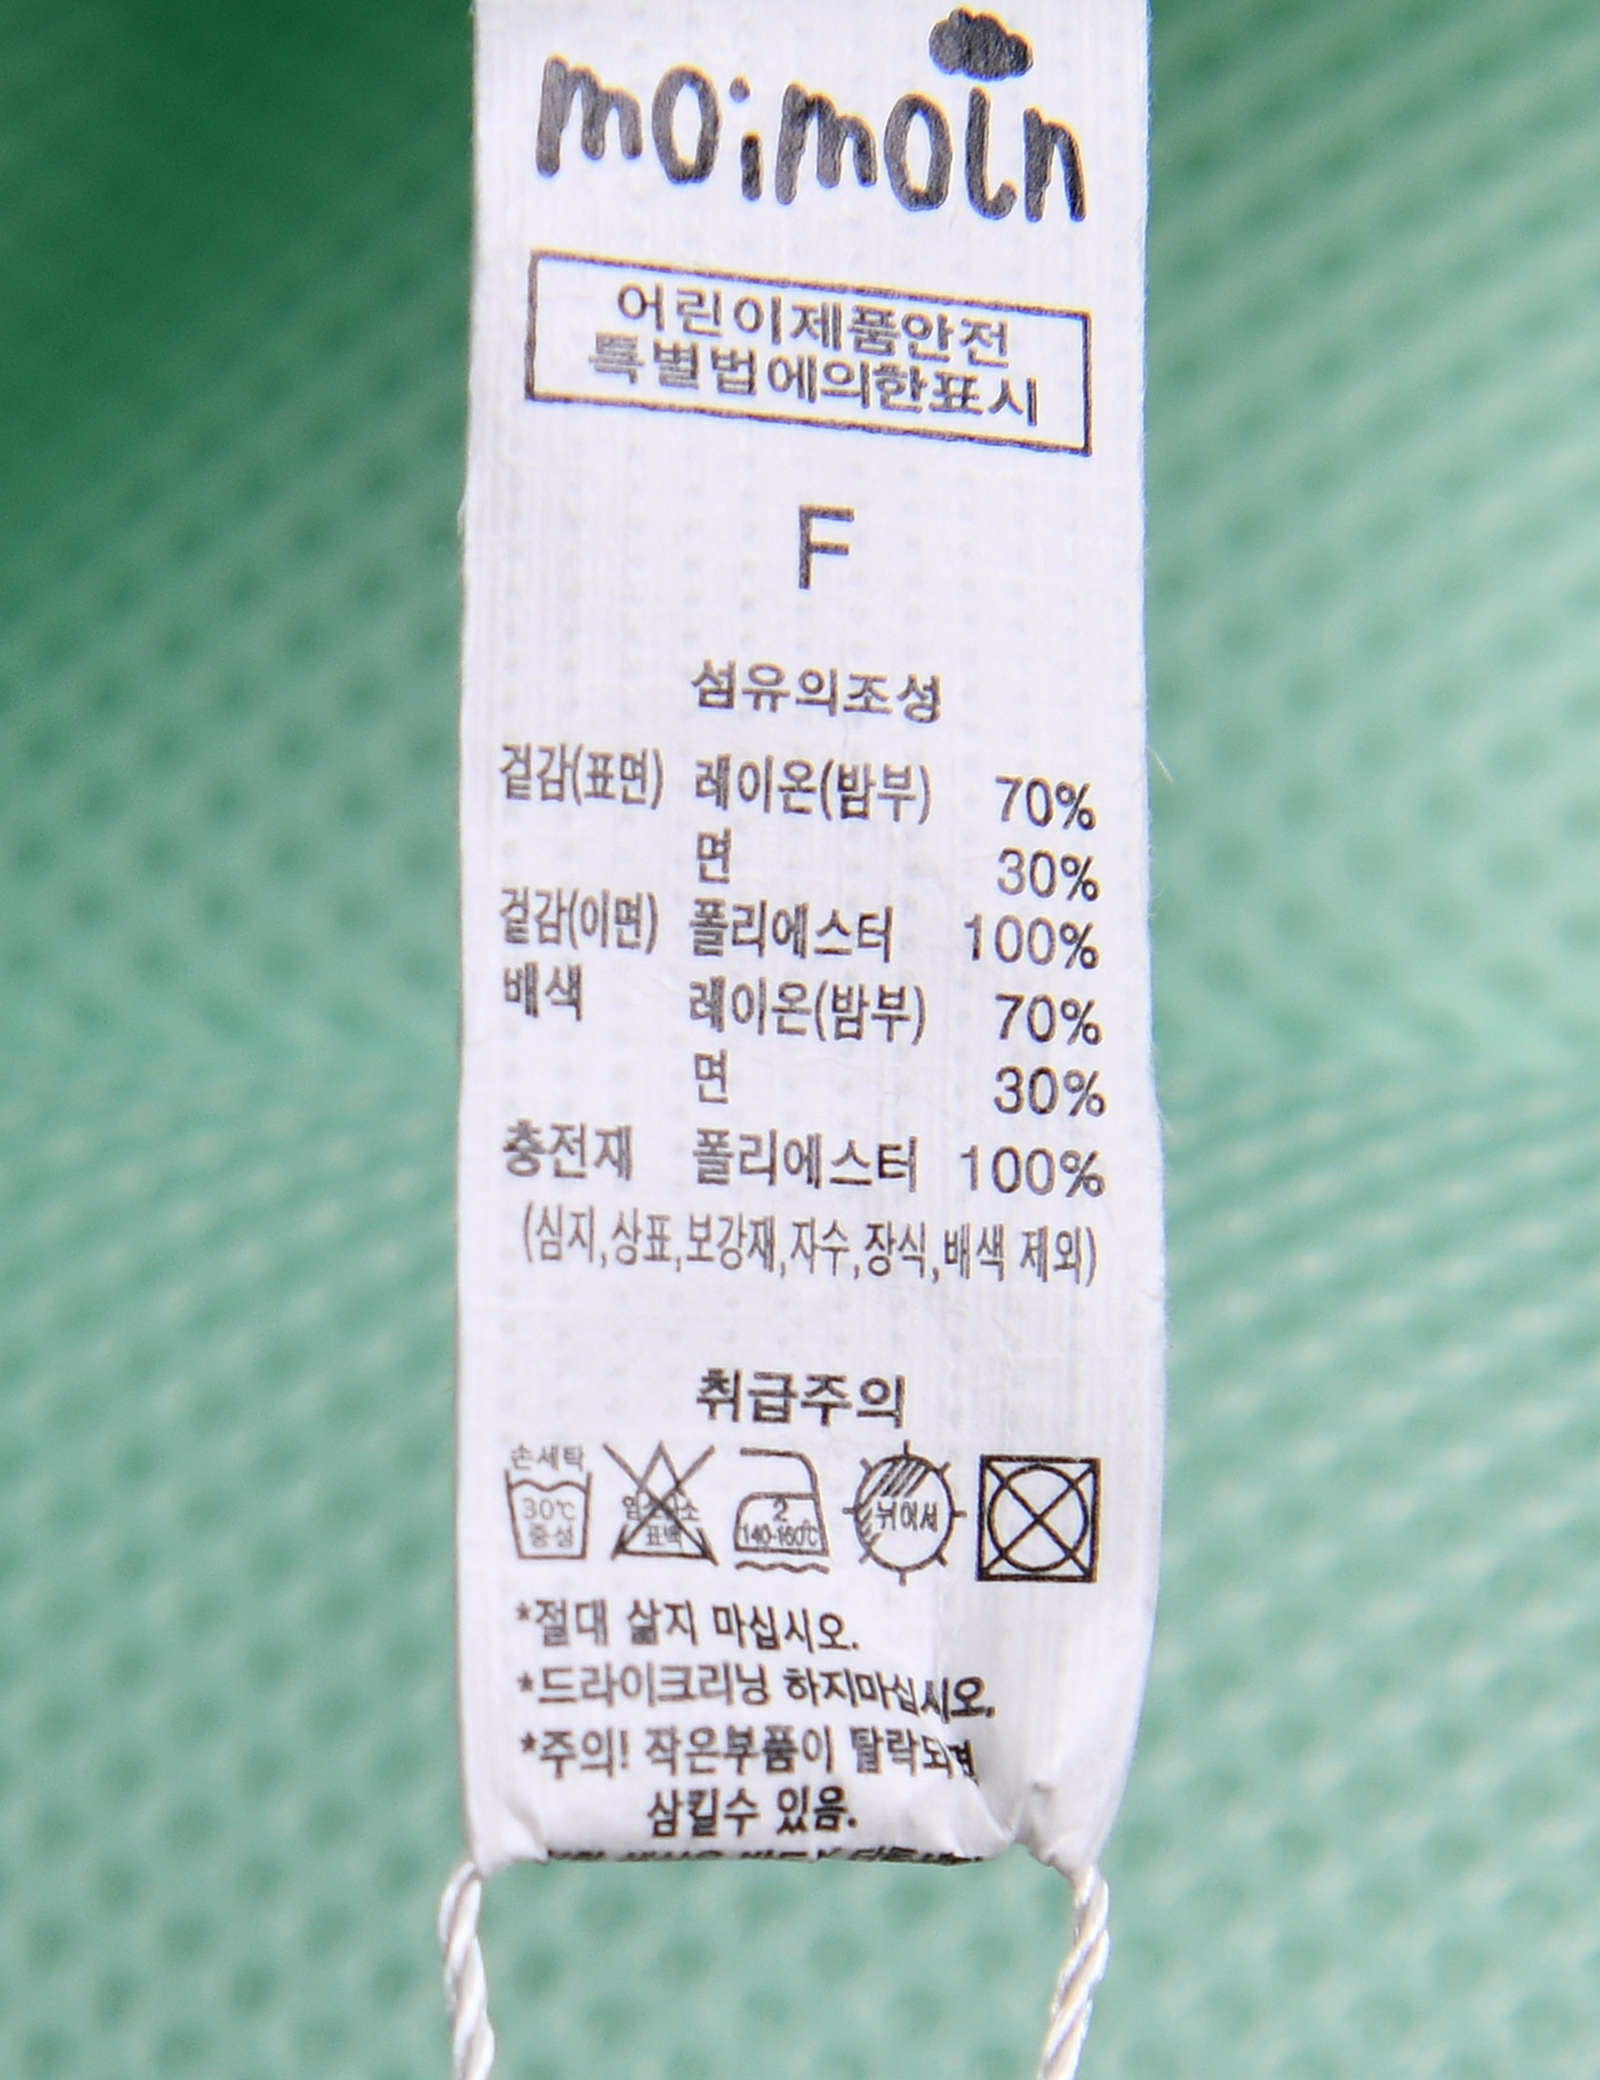 moimoln
어린이제품안전
특별법에의한표시
F
섬유의조성
겉감(표면) 레이온(밤부) 70%
면 30%
겉감(이면) 폴리에스터 100%
배색 레이온(밤부) 70%
면 30%
충전재 폴리에스터 100%
(심지,상표,보강재,자수,장식,배색 제외)
취급주의
손세탁
30℃
중성
염소산소
표백
2
140-160℃
뉘어서
*절대 삶지 마십시오.
*드라이크리닝 하지마십시오.
*주의! 작은부품이 탈락되면
삼킬수 있음.